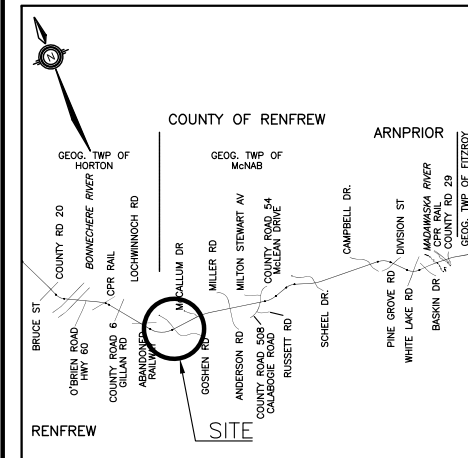 N
COUNTY OF RENFREW
ARNPRIOR
GEOG. TWP OF
HORTON
GEOG. TWP OF
McNAB
GEOG. TWP OF FITZROY
BRUCE ST
COUNTY RD 20
O'BRIEN ROAD
HWY 60
BONNECHERE RIVER
CPR RAIL
COUNTY ROAD 6
GILLAN RD
LOCHWINNOCH RD
ABANDONED
RAILWAY
McCALLUM DR
GOSHEN RD
MILLER RD
ANDERSON RD
MILTON STEWART AV
COUNTY ROAD 508
CALABOGIE ROAD
COUNTY ROAD 54
McLEAN DRIVE
RUSSETT RD
SCHEEL DR.
CAMPBELL DR.
PINE GROVE RD
DIVISION ST
WHITE LAKE RD
MADAWASKA RIVER
CPR RAIL
COUNTY RD 29
BASKIN DR
RENFREW
SITE